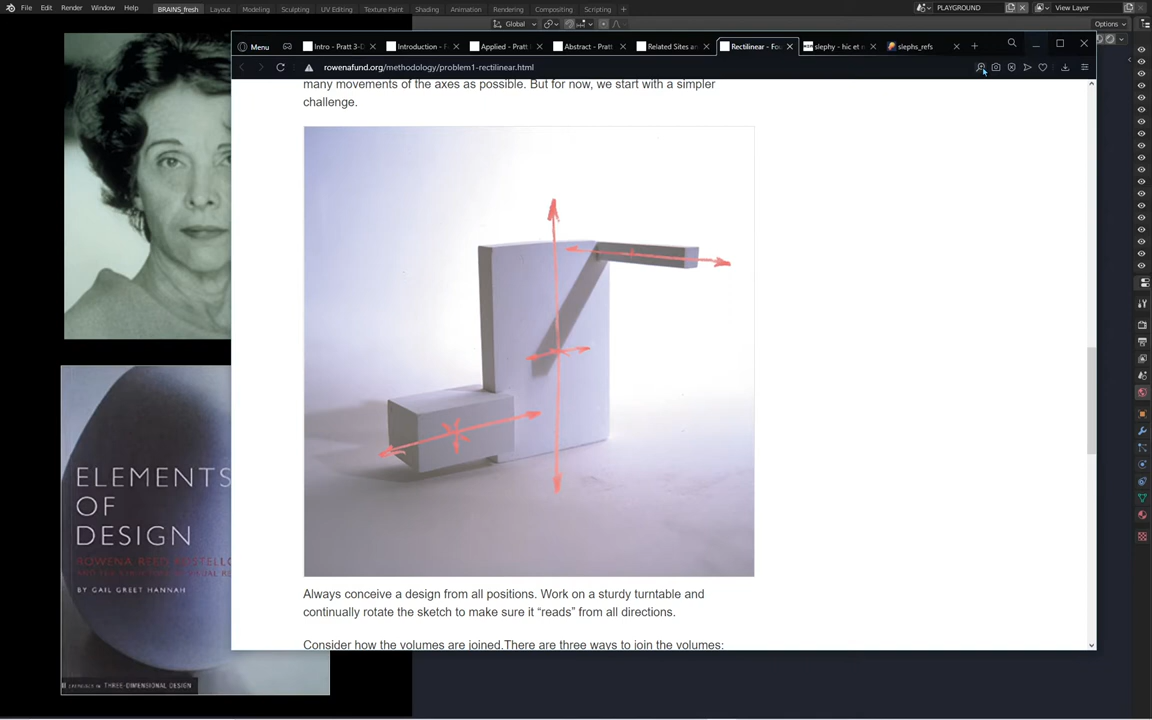 File Edit Render Window Help BRAINS_fresh Layout Modeling Sculpting UV Editing Texture Paint Shading Animation Rendering Compositing Scripting + PLAYGROUND View Layer
Global Options
Menu Intro - Pratt 3-D Introduction - F Applied - Pratt Abstract - Pratt Related Sites an Rectilinear - Fou slephy - hic et n slephs_refs
rowenafund.org/methodology/problem1-rectilinear.html
many movements of the axes as possible. But for now, we start with a simpler
challenge.
ELEMENTS
OF
DESIGN
BY GAIL GREET HANNAH
THREE-DIMENSIONAL DESIGN
Always conceive a design from all positions. Work on a sturdy turntable and
continually rotate the sketch to make sure it “reads” from all directions.
Consider how the volumes are joined.There are three ways to join the volumes: